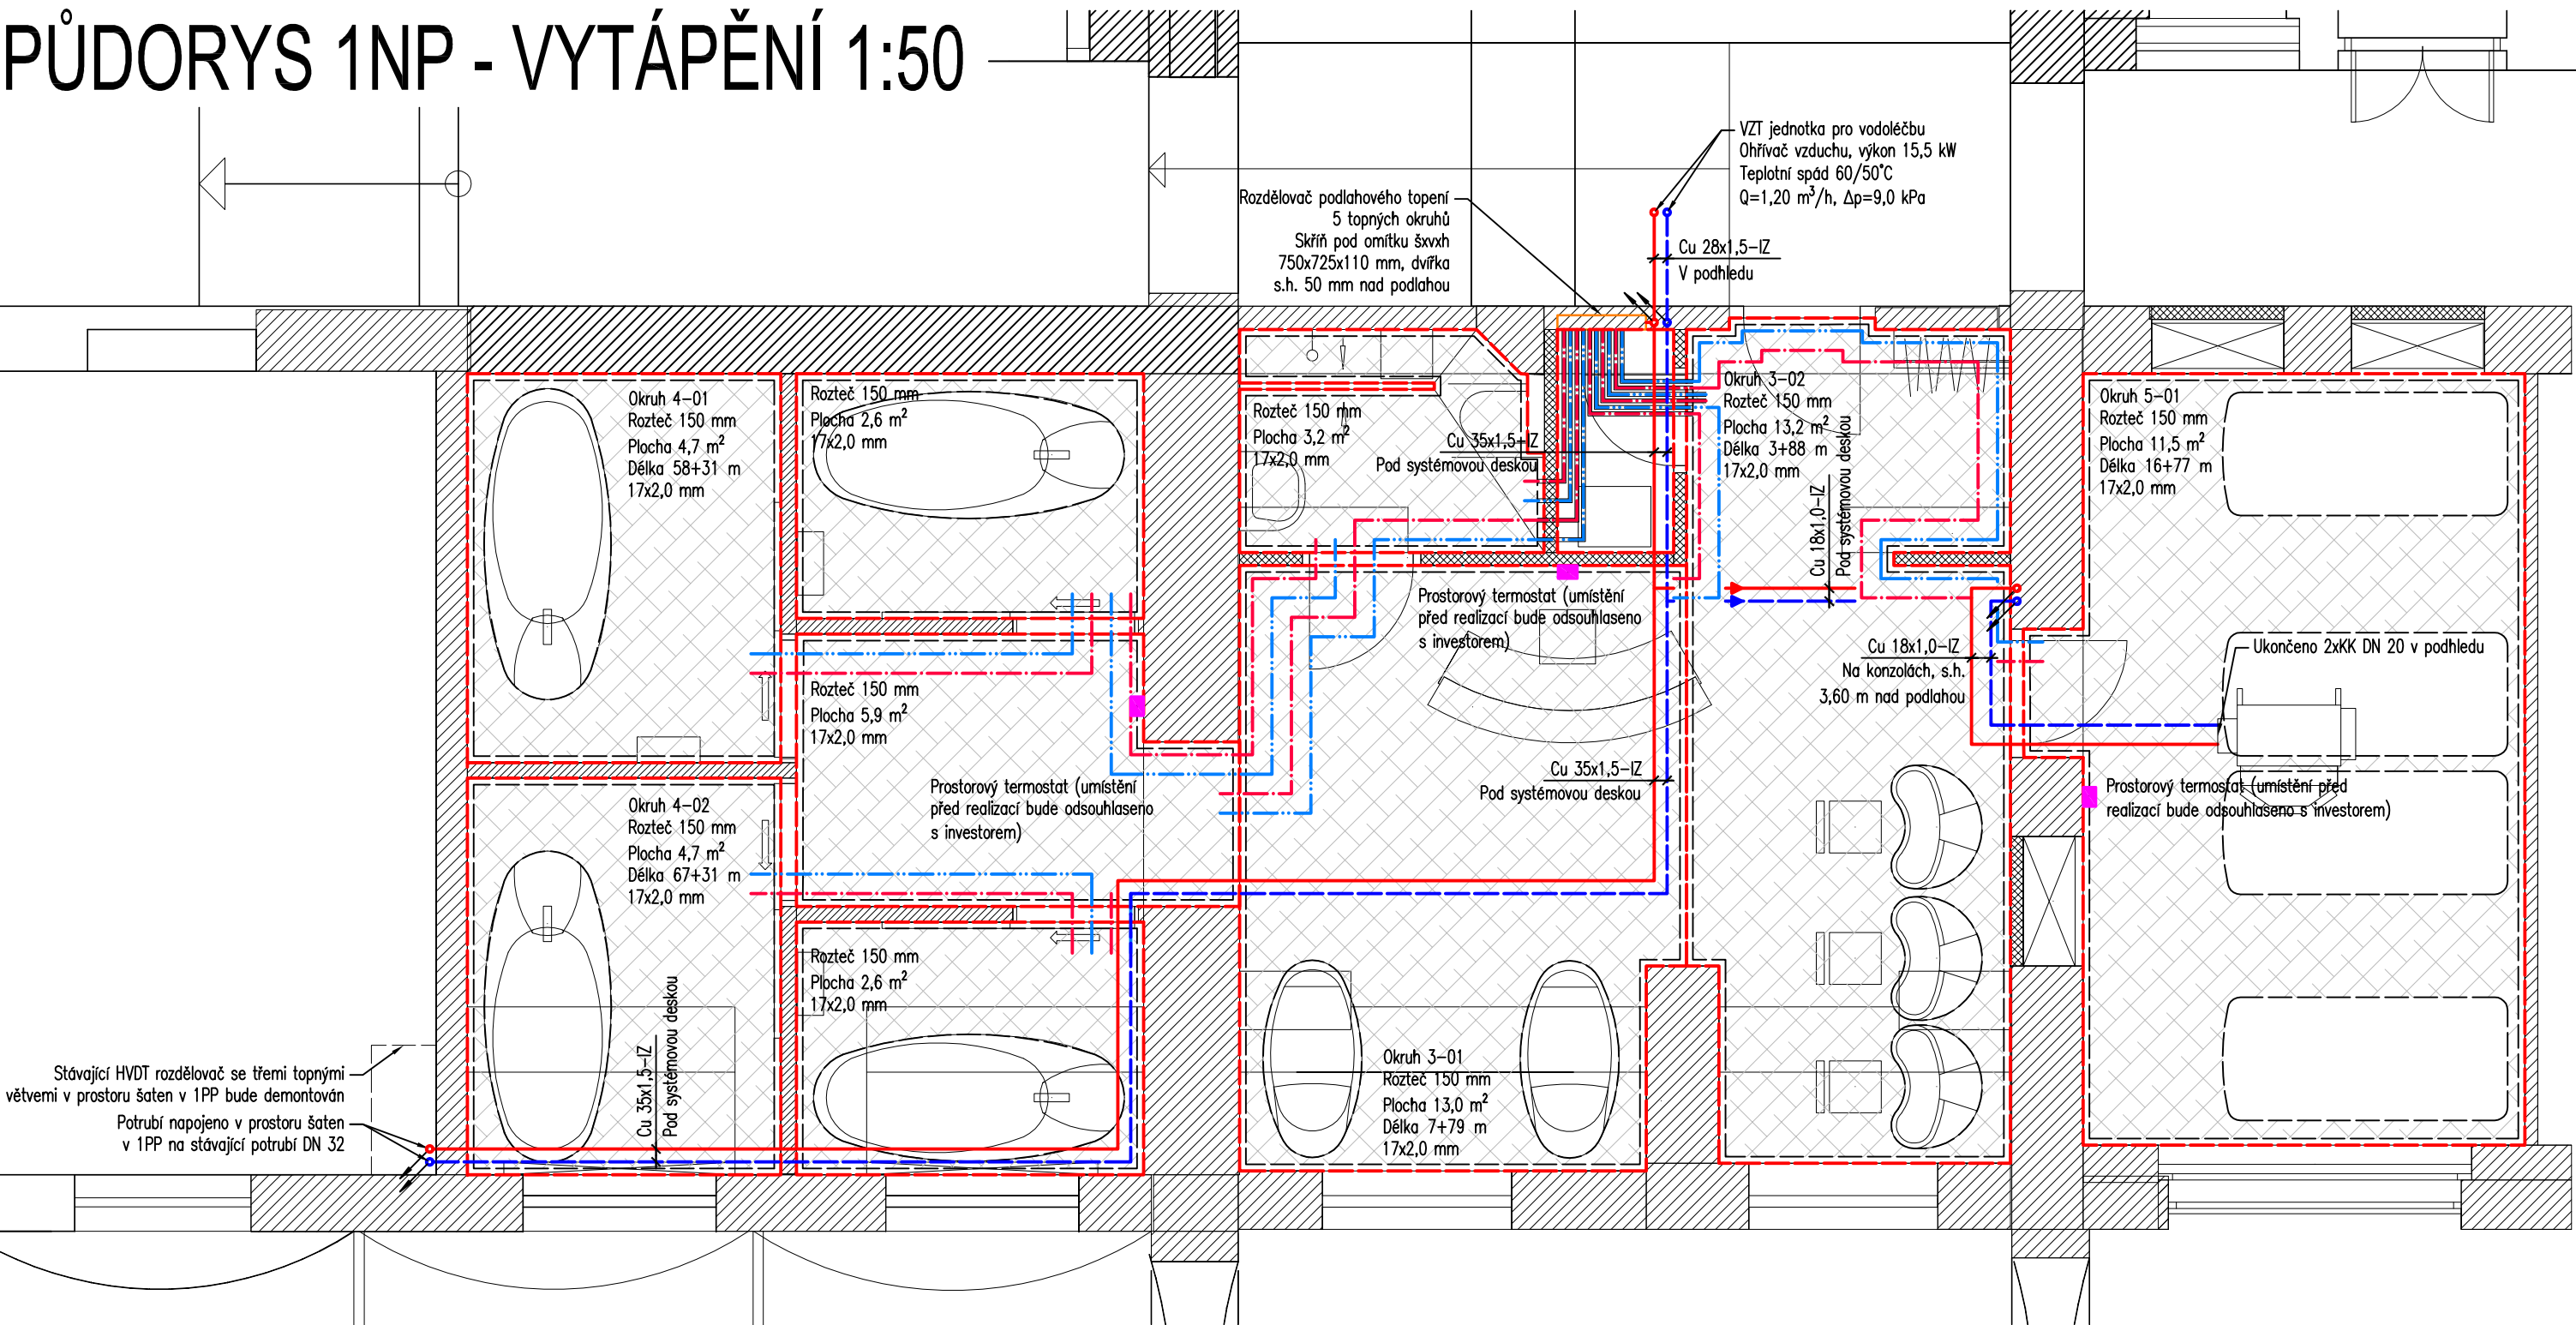 PŮDORYS 1NP - VYTÁPĚNÍ 1:50
VZT jednotka pro vodoléčbu
Ohřívač vzduchu, výkon 15,5 kW
Teplotní spád 60/50°C
Q=1,20 m³/h, Δp=9,0 kPa
Rozdělovač podlahového topení
5 topných okruhů
Skříň pod omítku šxvxh
750x725x110 mm, dvířka
s.h. 50 mm nad podlahou
Cu 28x1,5-IZ
V podhledu
Okruh 4-01
Rozteč 150 mm
Plocha 4,7 m²
Délka 58+31 m
17x2,0 mm
Rozteč 150 mm
Plocha 2,6 m²
17x2,0 mm
Rozteč 150 mm
Plocha 3,2 m²
17x2,0 mm
Cu 35x1,5-IZ
Pod systémovou deskou
Okruh 3-02
Rozteč 150 mm
Plocha 13,2 m²
Délka 3+88 m
17x2,0 mm
Cu 18x1,0-IZ
Pod systémovou deskou
Okruh 5-01
Rozteč 150 mm
Plocha 11,5 m²
Délka 16+77 m
17x2,0 mm
Prostorový termostat (umístění
před realizací bude odsouhlaseno
s investorem)
Cu 18x1,0-IZ
Na konzolách, s.h.
3,60 m nad podlahou
Ukončeno 2xKK DN 20 v podhledu
Rozteč 150 mm
Plocha 5,9 m²
17x2,0 mm
Prostorový termostat (umístění
před realizací bude odsouhlaseno
s investorem)
Cu 35x1,5-IZ
Pod systémovou deskou
Prostorový termostat (umístění před
realizací bude odsouhlaseno s investorem)
Okruh 4-02
Rozteč 150 mm
Plocha 4,7 m²
Délka 67+31 m
17x2,0 mm
Rozteč 150 mm
Plocha 2,6 m²
17x2,0 mm
Cu 35x1,5-IZ
Pod systémovou deskou
Okruh 3-01
Rozteč 150 mm
Plocha 13,0 m²
Délka 7+79 m
17x2,0 mm
Stávající HVDT rozdělovač se třemi topnými
větvemi v prostoru šaten v 1PP bude demontován
Potrubí napojeno v prostoru šaten
v 1PP na stávající potrubí DN 32